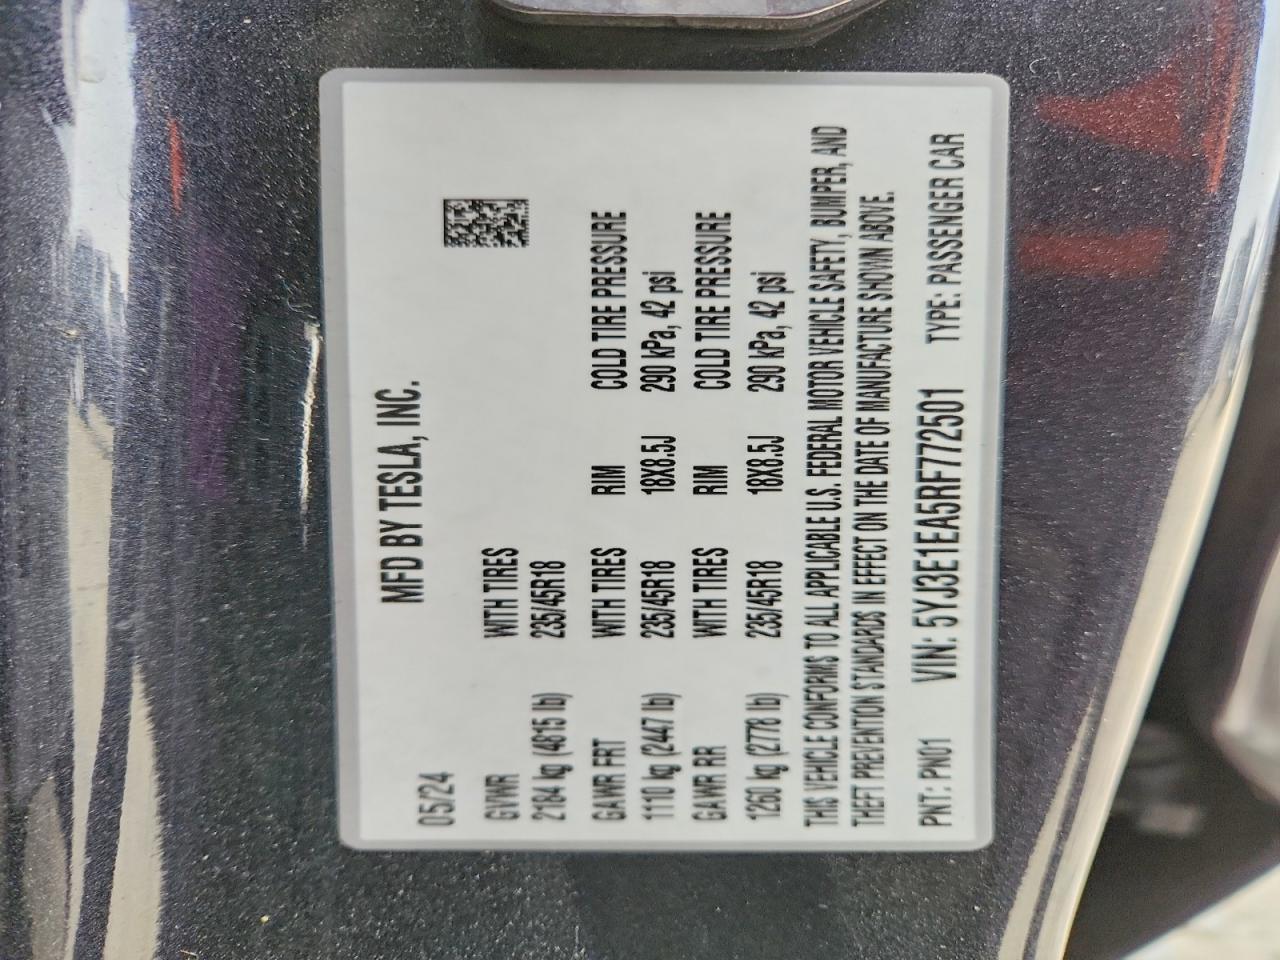 MFD BY TESLA, INC.
05/24
GVWR WITH TIRES
2184 kg (4815 lb) 235/45R18
GAWR FRT WITH TIRES RIM COLD TIRE PRESSURE
1110 kg (2447 lb) 235/45R18 18X8.5J 290 kPa, 42 psi
GAWR RR WITH TIRES RIM COLD TIRE PRESSURE
1260 kg (2778 lb) 235/45R18 18X8.5J 290 kPa, 42 psi
THIS VEHICLE CONFORMS TO ALL APPLICABLE U.S. FEDERAL MOTOR VEHICLE SAFETY, BUMPER, AND
THEFT PREVENTION STANDARDS IN EFFECT ON THE DATE OF MANUFACTURE SHOWN ABOVE.
PNT: PN01 VIN: 5YJ3E1EA5RF772501 TYPE: PASSENGER CAR